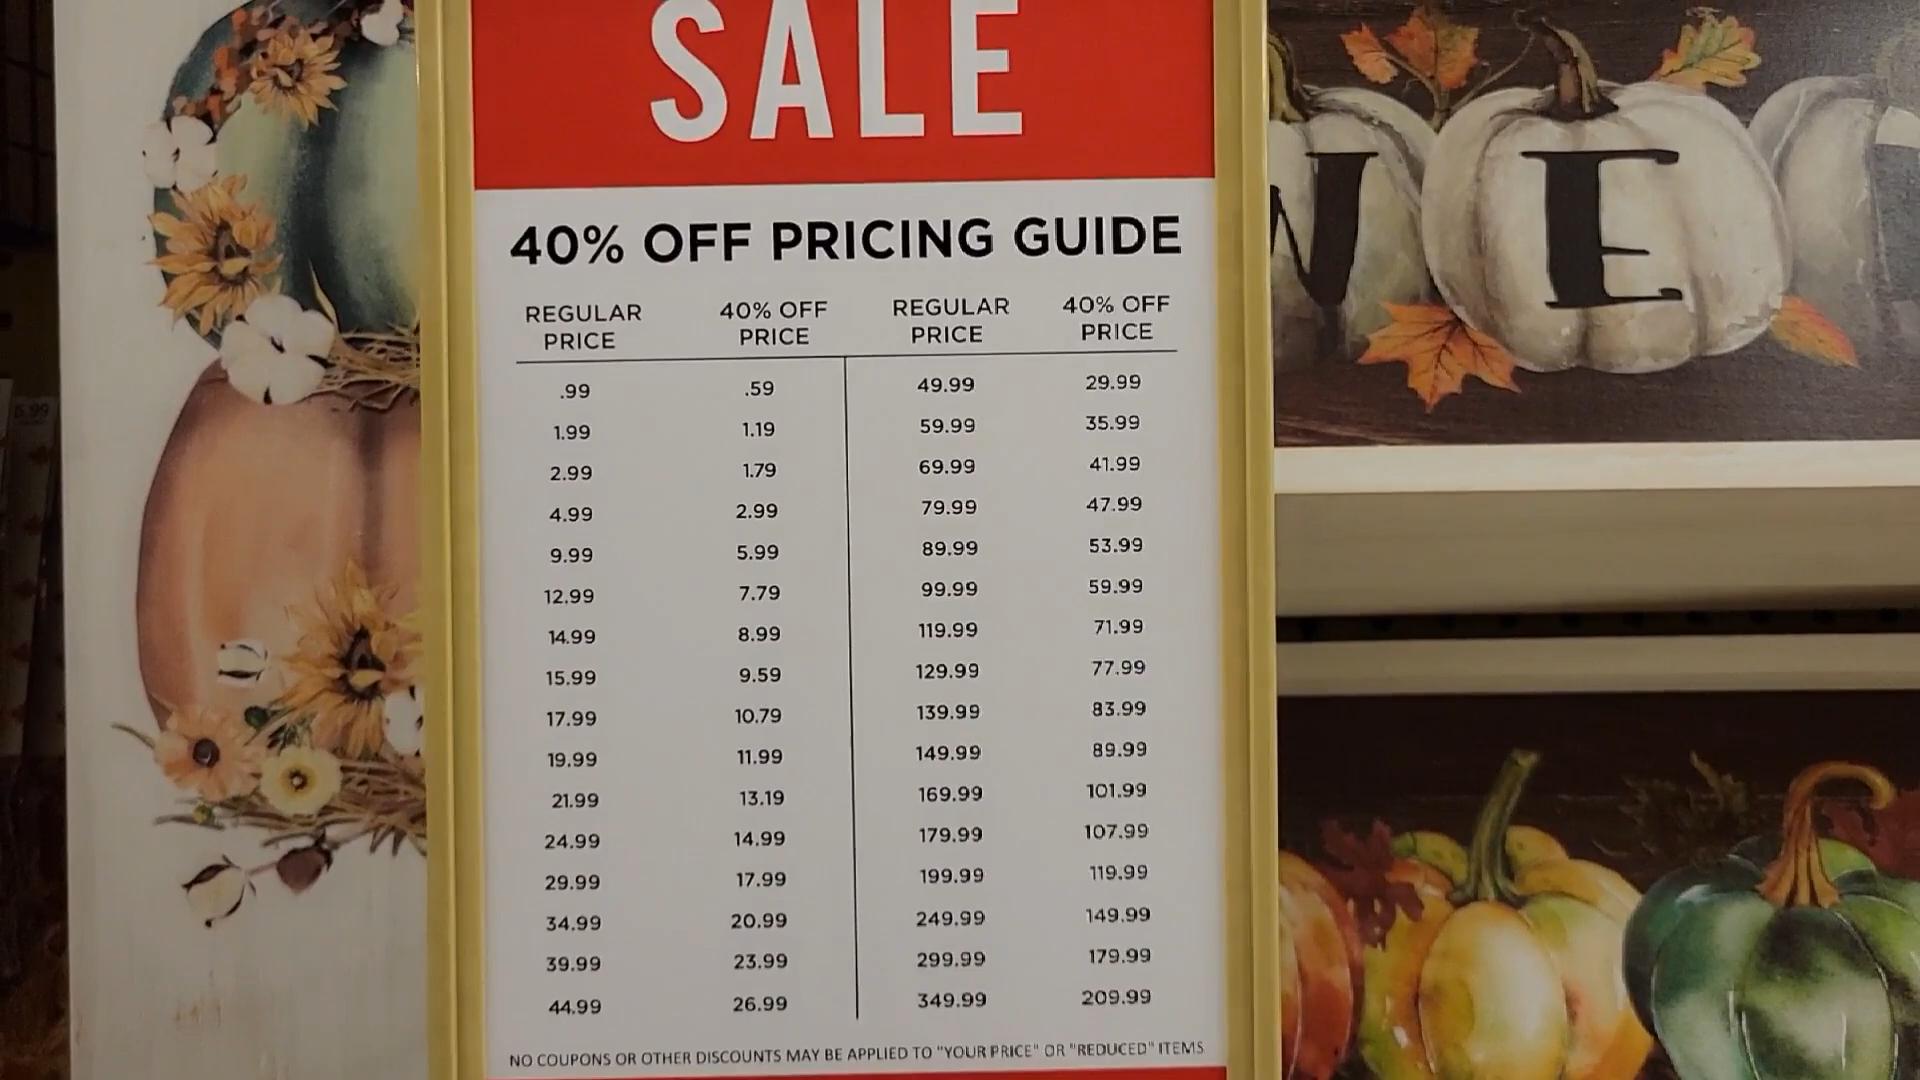 SALE
40% OFF PRICING GUIDE
REGULAR PRICE 40% OFF PRICE REGULAR PRICE 40% OFF PRICE
.99 .59 49.99 29.99
1.99 1.19 59.99 35.99
2.99 1.79 69.99 41.99
4.99 2.99 79.99 47.99
9.99 5.99 89.99 53.99
12.99 7.79 99.99 59.99
14.99 8.99 119.99 71.99
15.99 9.59 129.99 77.99
17.99 10.79 139.99 83.99
19.99 11.99 149.99 89.99
21.99 13.19 169.99 101.99
24.99 14.99 179.99 107.99
29.99 17.99 199.99 119.99
34.99 20.99 249.99 149.99
39.99 23.99 299.99 179.99
44.99 26.99 349.99 209.99
NO COUPONS OR OTHER DISCOUNTS MAY BE APPLIED TO "YOUR PRICE" OR "REDUCED" ITEMS
E